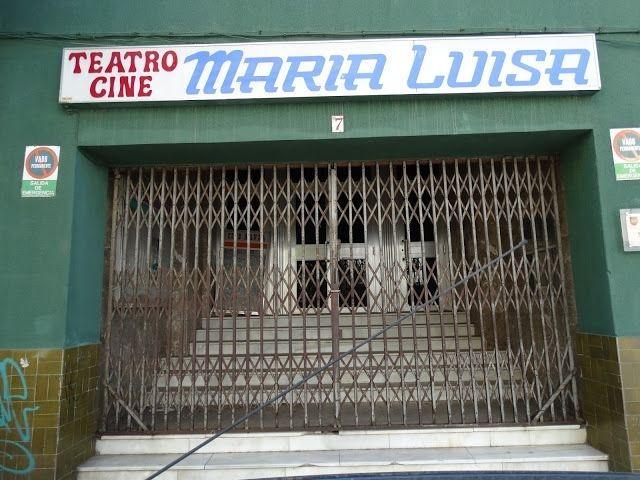 TEATRO
CINE
MARIA LUISA
7
VADO
PERMANENTE
SALIDA DE
EMERGENCIA
VADO
PERMANENTE
SALIDA
DE
EMERGENCIA